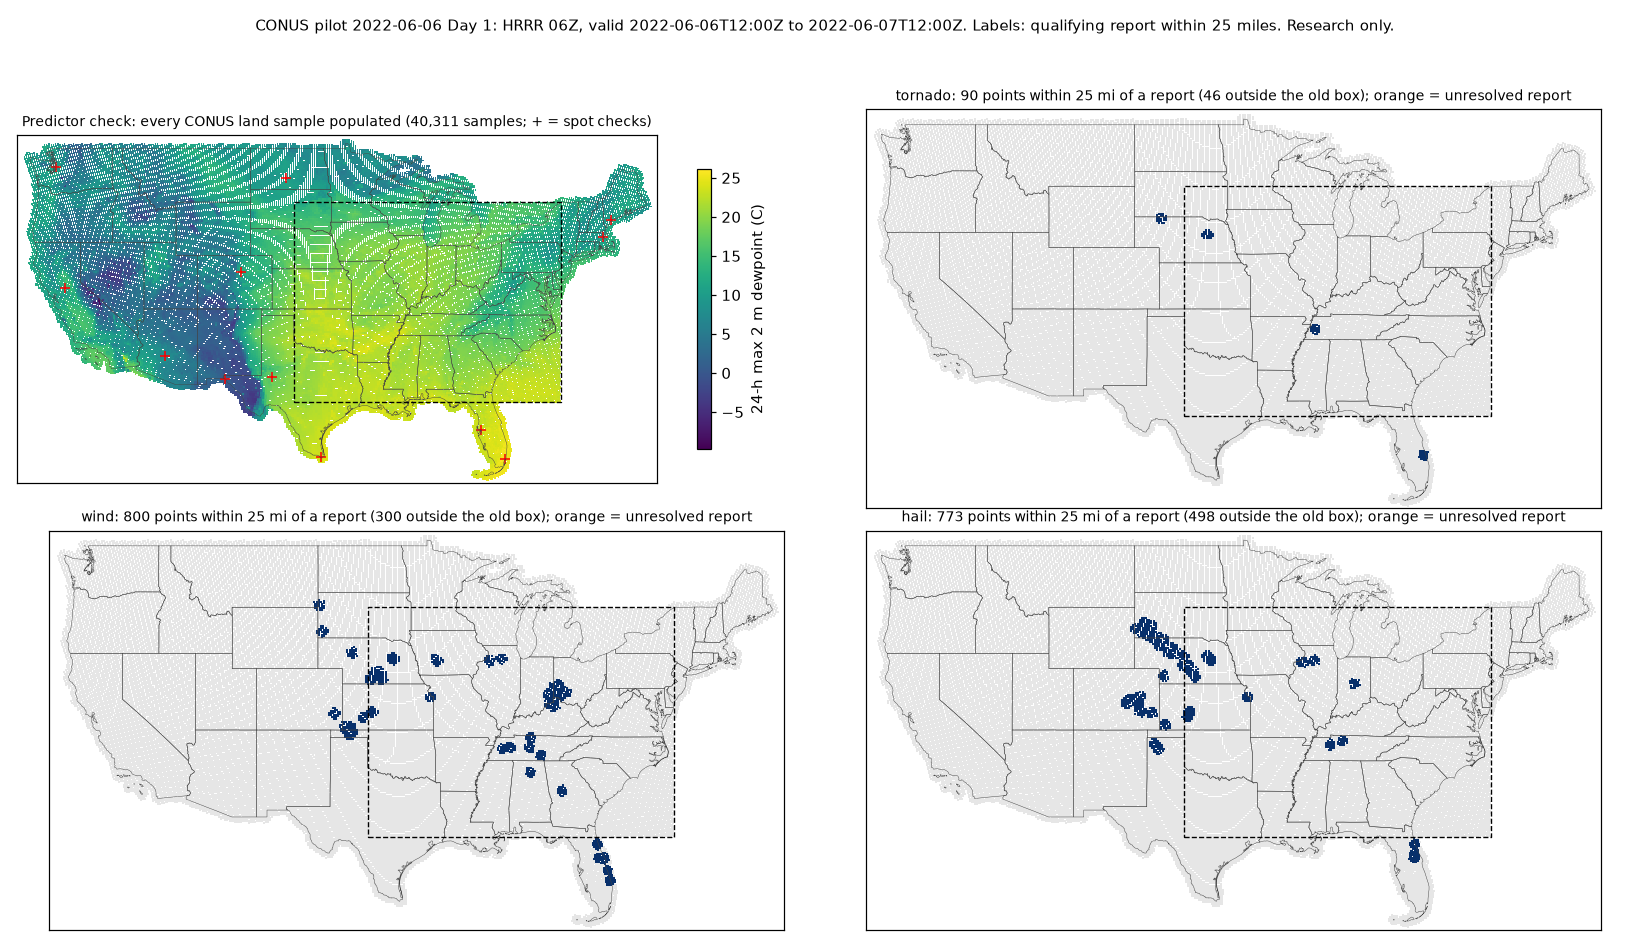 CONUS pilot 2022-06-06 Day 1: HRRR 06Z, valid 2022-06-06T12:00Z to 2022-06-07T12:00Z. Labels: qualifying report within 25 miles. Research only.
Predictor check: every CONUS land sample populated (40,311 samples; + = spot checks)
25
20
15
10
5
0
−5
24-h max 2 m dewpoint (C)
tornado: 90 points within 25 mi of a report (46 outside the old box); orange = unresolved report
wind: 800 points within 25 mi of a report (300 outside the old box); orange = unresolved report
hail: 773 points within 25 mi of a report (498 outside the old box); orange = unresolved report